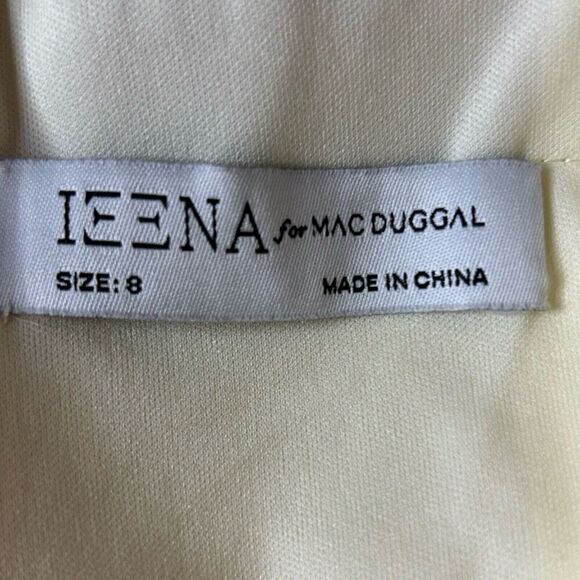 IEENA for MAC DUGGAL
SIZE: 8 MADE IN CHINA